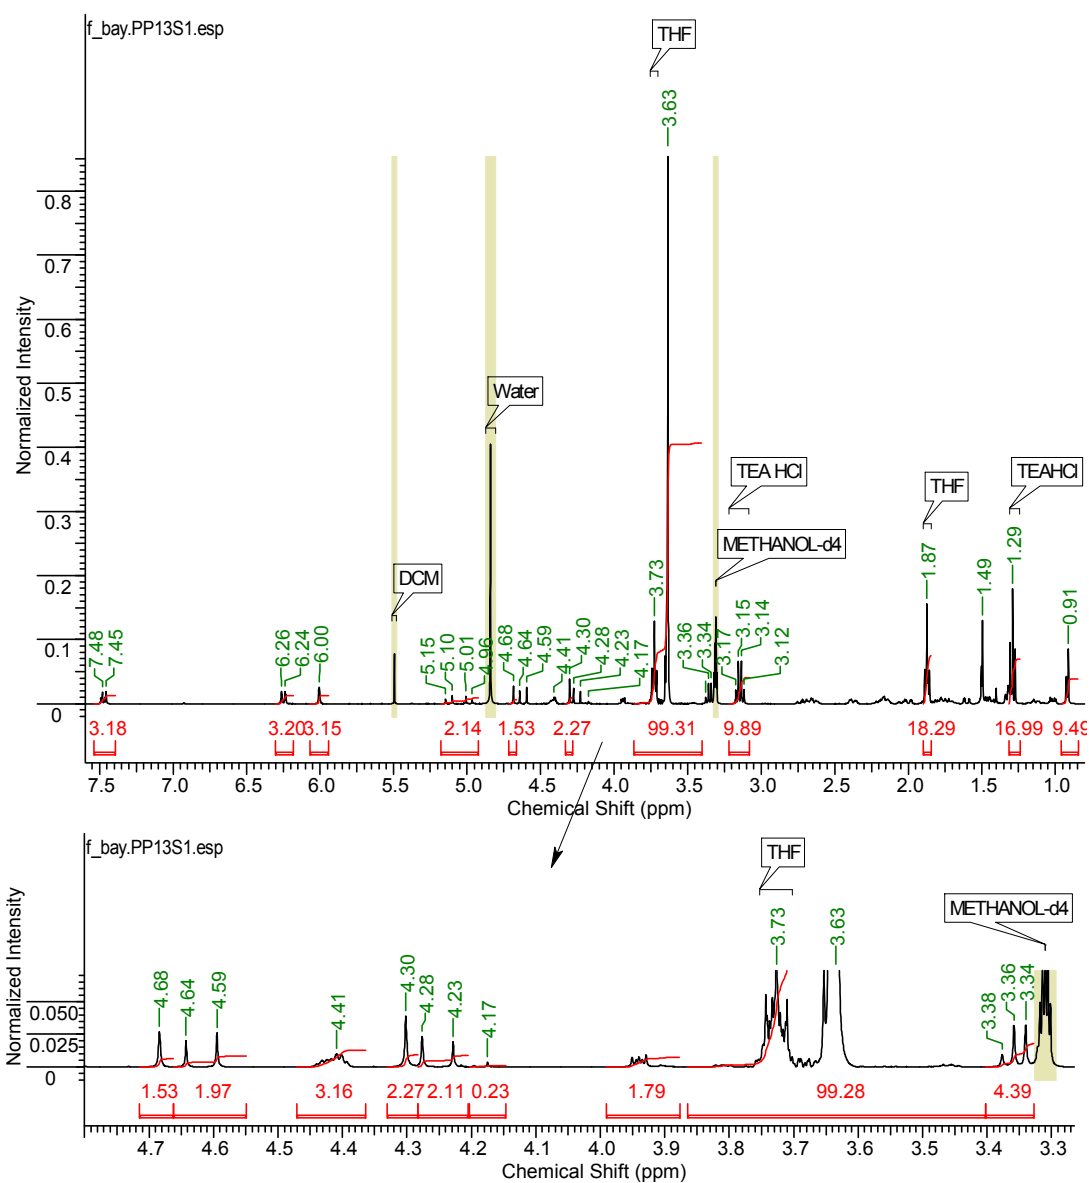 f_bay.PP13S1.esp
THF
3.63
0.8
0.7
0.6
0.5
0.4
0.3
0.2
0.1
0
Normalized Intensity
Water
DCM
TEA HCl
METHANOL-d4
THF
TEAHCl
7.48 7.45 6.26 6.24 6.00 5.15 5.10 5.01 4.96 4.68 4.64 4.59 4.41 4.30 4.28 4.23 4.17 3.73 3.36 3.34 3.17 3.15 3.14 3.12 1.87 1.49 1.29 0.91
3.18 3.20 3.15 2.14 1.53 2.27 99.31 9.89 18.29 16.99 9.49
7.5 7.0 6.5 6.0 5.5 5.0 4.5 4.0 3.5 3.0 2.5 2.0 1.5 1.0
Chemical Shift (ppm)
f_bay.PP13S1.esp
THF
METHANOL-d4
Normalized Intensity
0.050
0.025
0
4.68 4.64 4.59 4.41 4.30 4.28 4.23 4.17 3.73 3.63 3.38 3.36 3.34
1.53 1.97 3.16 2.27 2.11 0.23 1.79 99.28 4.39
4.7 4.6 4.5 4.4 4.3 4.2 4.1 4.0 3.9 3.8 3.7 3.6 3.5 3.4 3.3
Chemical Shift (ppm)